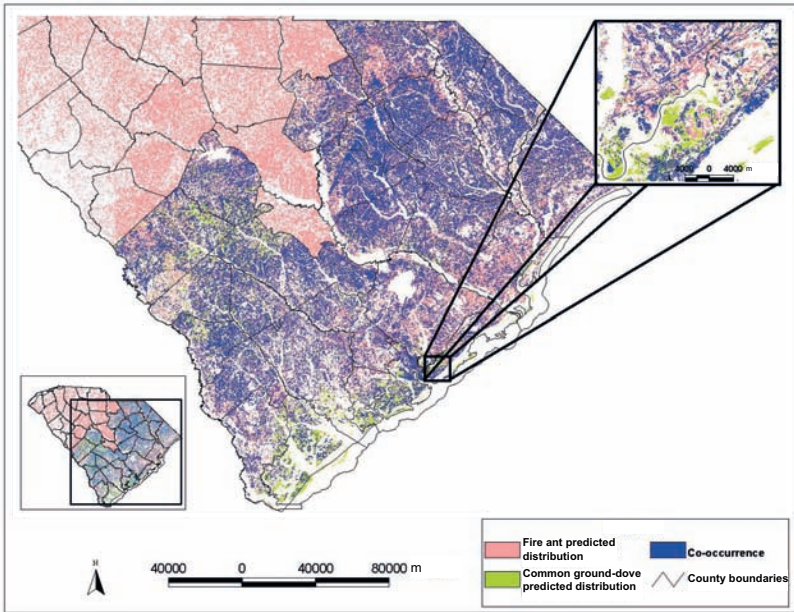 4000 0 4000 m
N
40000 0 40000 80000 m
Fire ant predicted
distribution
Common ground-dove
predicted distribution
Co-occurrence
County boundaries